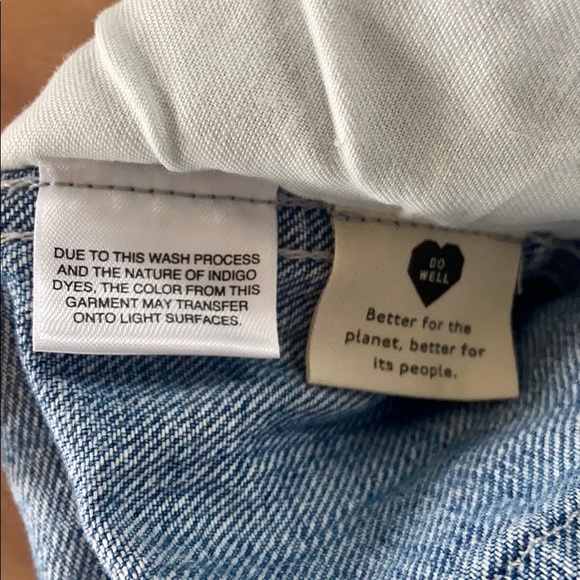 DUE TO THIS WASH PROCESS
AND THE NATURE OF INDIGO
DYES, THE COLOR FROM THIS
GARMENT MAY TRANSFER
ONTO LIGHT SURFACES.
DO
WELL
Better for the
planet, better for
its people.